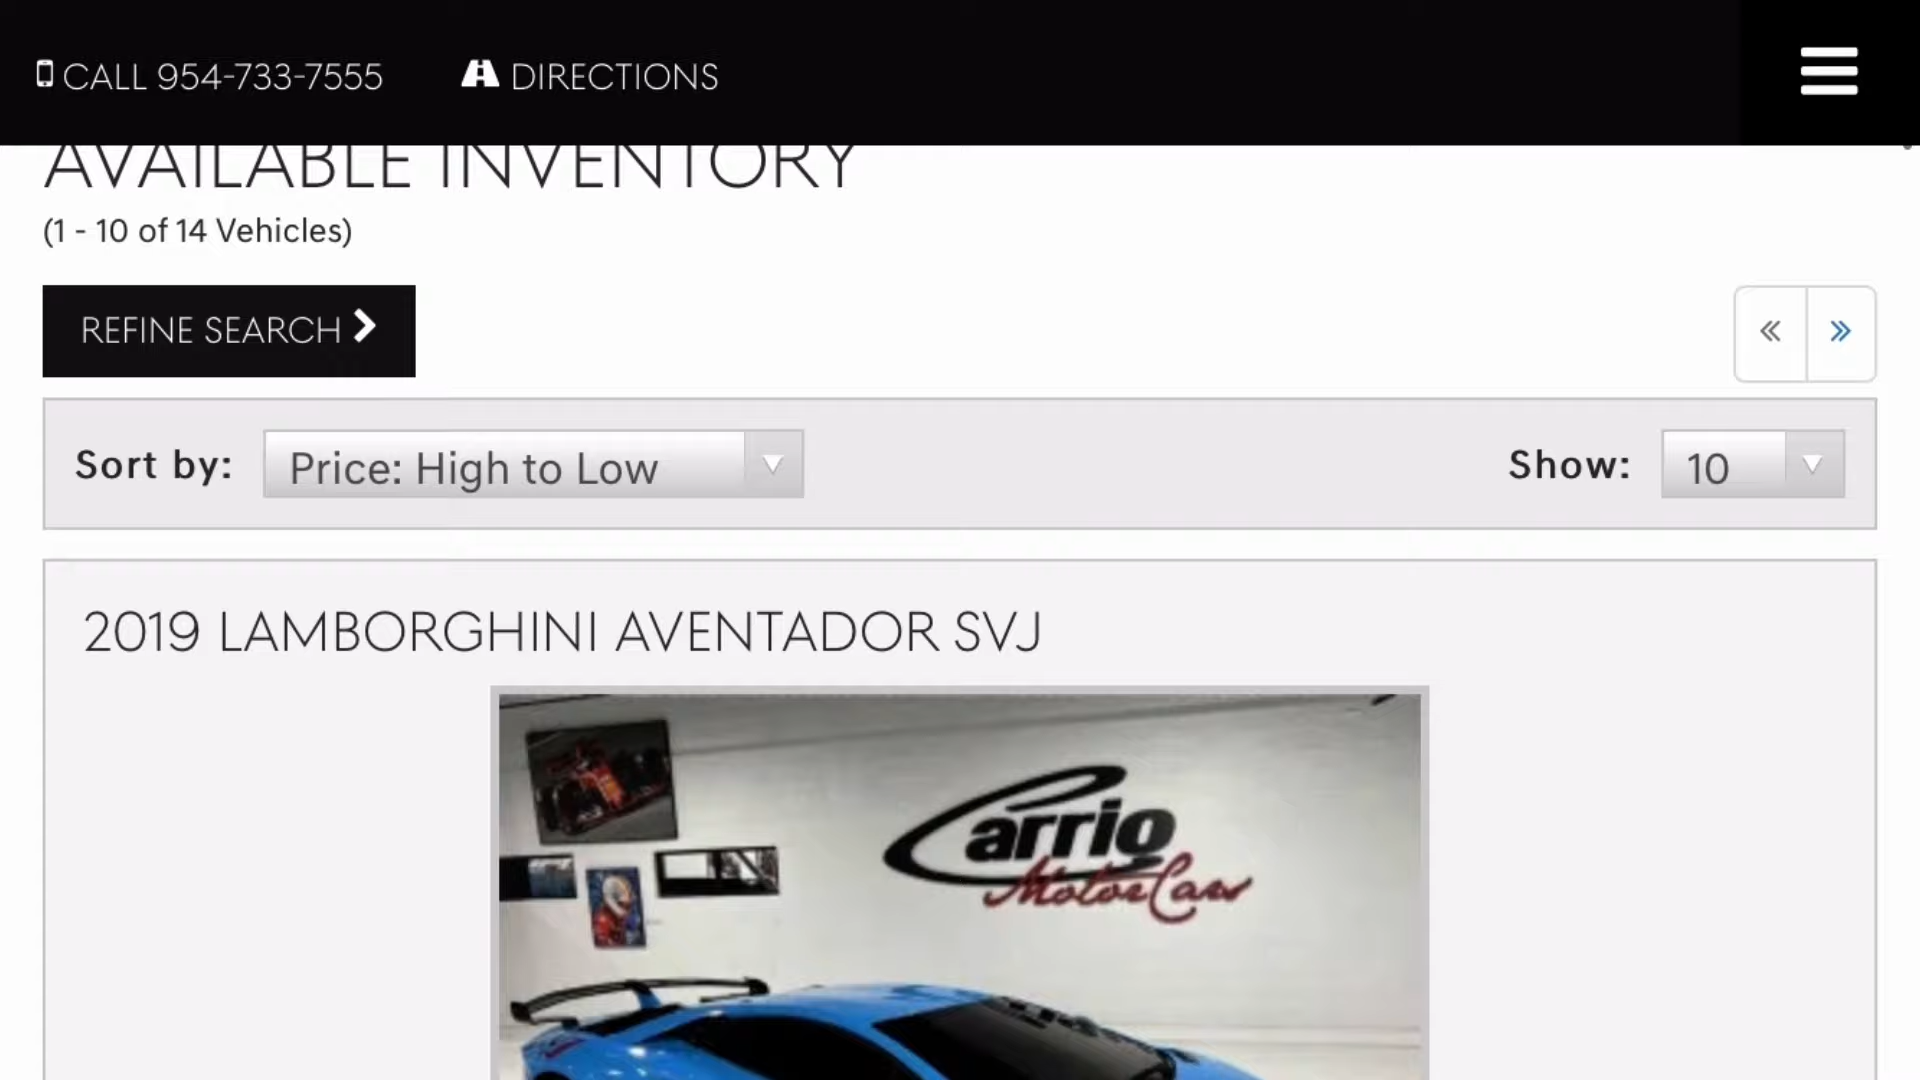 CALL 954-733-7555
DIRECTIONS
AVAILABLE INVENTORY
(1 - 10 of 14 Vehicles)
REFINE SEARCH
«
»
Sort by:
Price: High to Low
Show:
10
2019 LAMBORGHINI AVENTADOR SVJ
Carrio
MotorCars